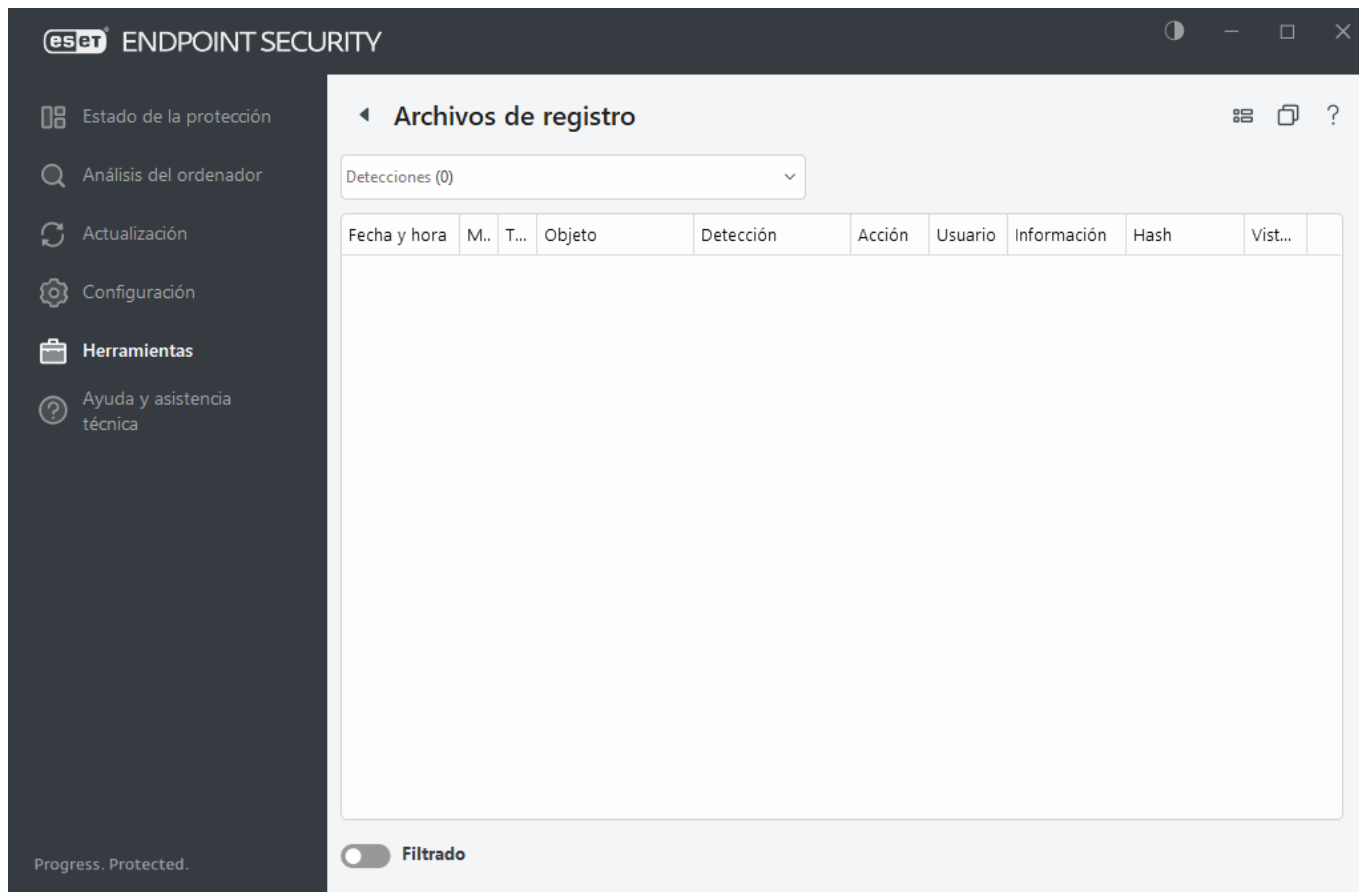 eset ENDPOINT SECURITY
Estado de la protección
Análisis del ordenador
Actualización
Configuración
Herramientas
Ayuda y asistencia
técnica
Progress. Protected.
Archivos de registro
?
Detecciones (0)
Fecha y hora M.. T... Objeto Detección Acción Usuario Información Hash Vist...
Filtrado